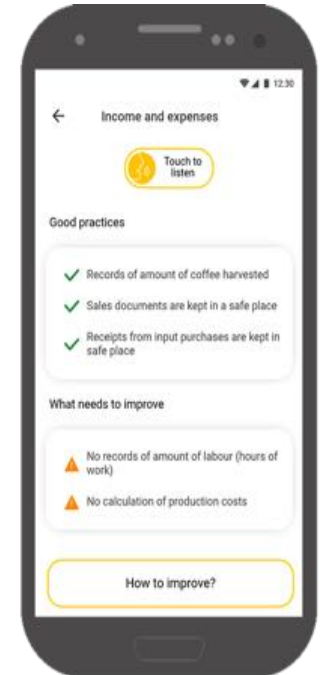 12:30
Income and expenses
Touch to
listen
Good practices
Records of amount of coffee harvested
Sales documents are kept in a safe place
Receipts from input purchases are kept in
safe place
What needs to improve
No records of amount of labour (hours of
work)
No calculation of production costs
How to improve?